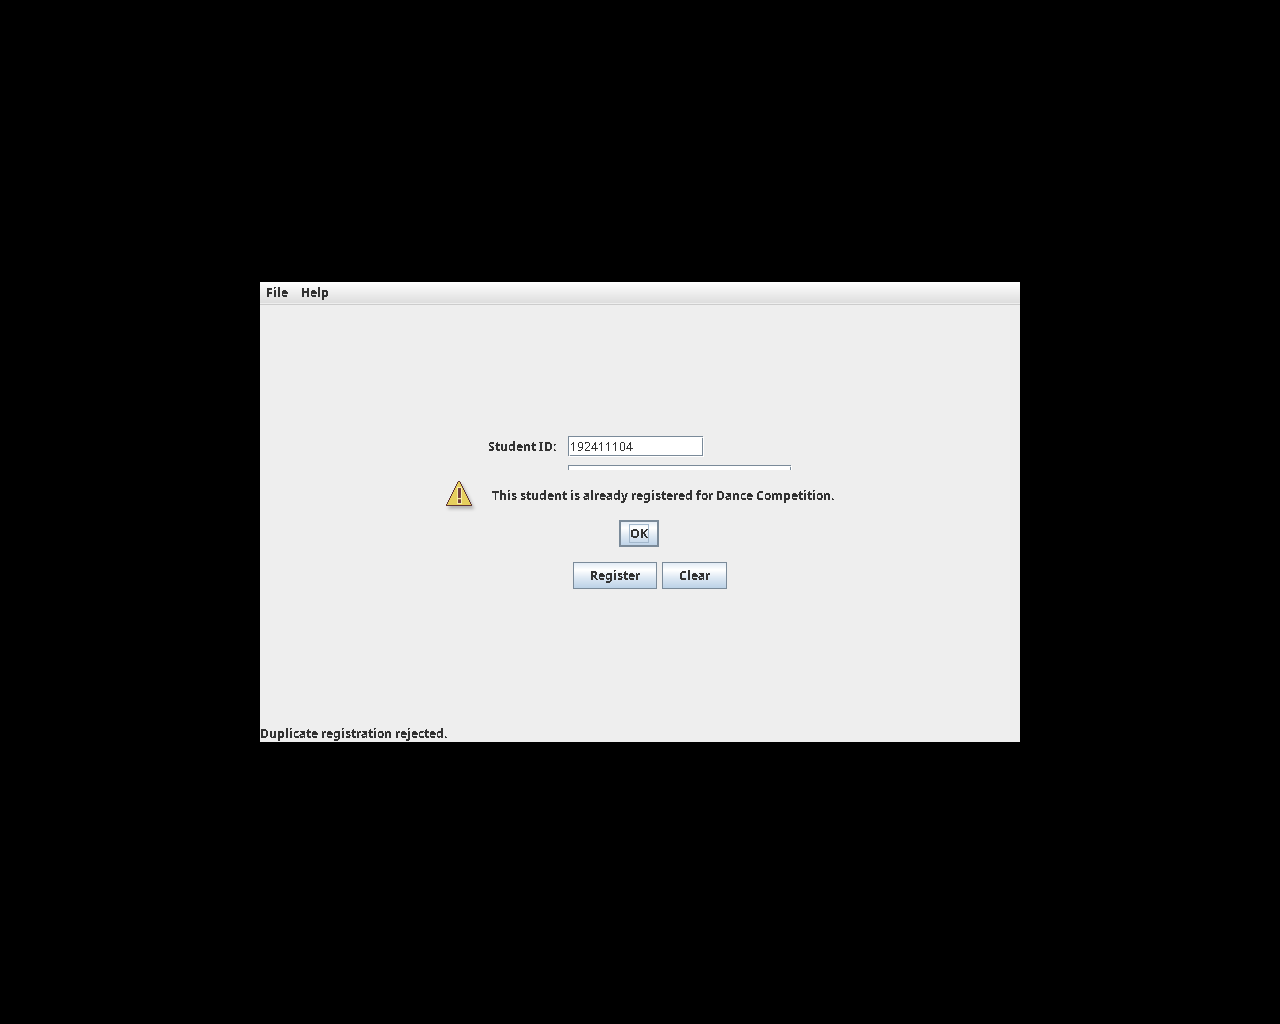 File Help
Student ID: 192411104
This student is already registered for Dance Competition.
OK
Register Clear
Duplicate registration rejected.